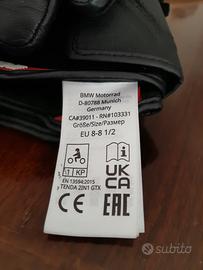 BMW Motorrad
D-80788 Munich
Germany
CA#39011 - RN#103331
Größe/Size/Размер
EU 8-8 1/2
1 KP
EN 13594:2015
TENDA 2IN1 GTX
UK
CA
CE
EAC
subito